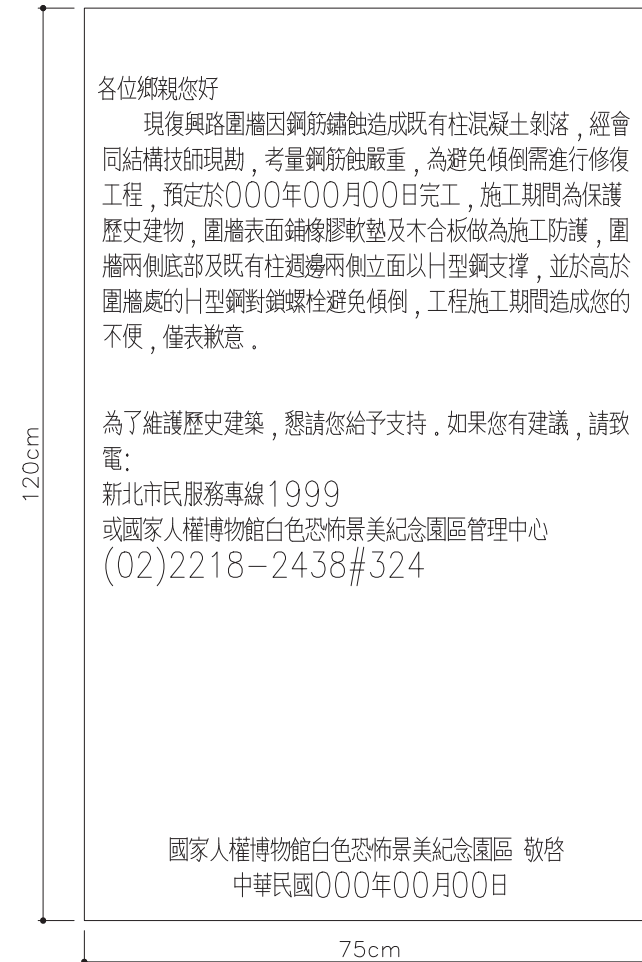 各位鄉親您好
現復興路圍牆因鋼筋鏽蝕造成既有柱混凝土剝落，經會
同結構技師現勘，考量鋼筋蝕嚴重，為避免傾倒需進行修復
工程，預定於000年00月00日完工，施工期間為保護
歷史建物，圍牆表面鋪橡膠軟墊及木合板做為施工防護，圍
牆兩側底部及既有柱週邊兩側立面以H型鋼支撐，並於高於
圍牆處的H型鋼對鎖螺栓避免傾倒，工程施工期間造成您的
不便，僅表歉意．
為了維護歷史建築，懇請您給予支持．如果您有建議，請致
電：
新北市民服務專線1999
或國家人權博物館白色恐怖景美紀念園區管理中心
(02)2218-2438#324
國家人權博物館白色恐怖景美紀念園區 敬啓
中華民國000年00月00日
120cm
75cm